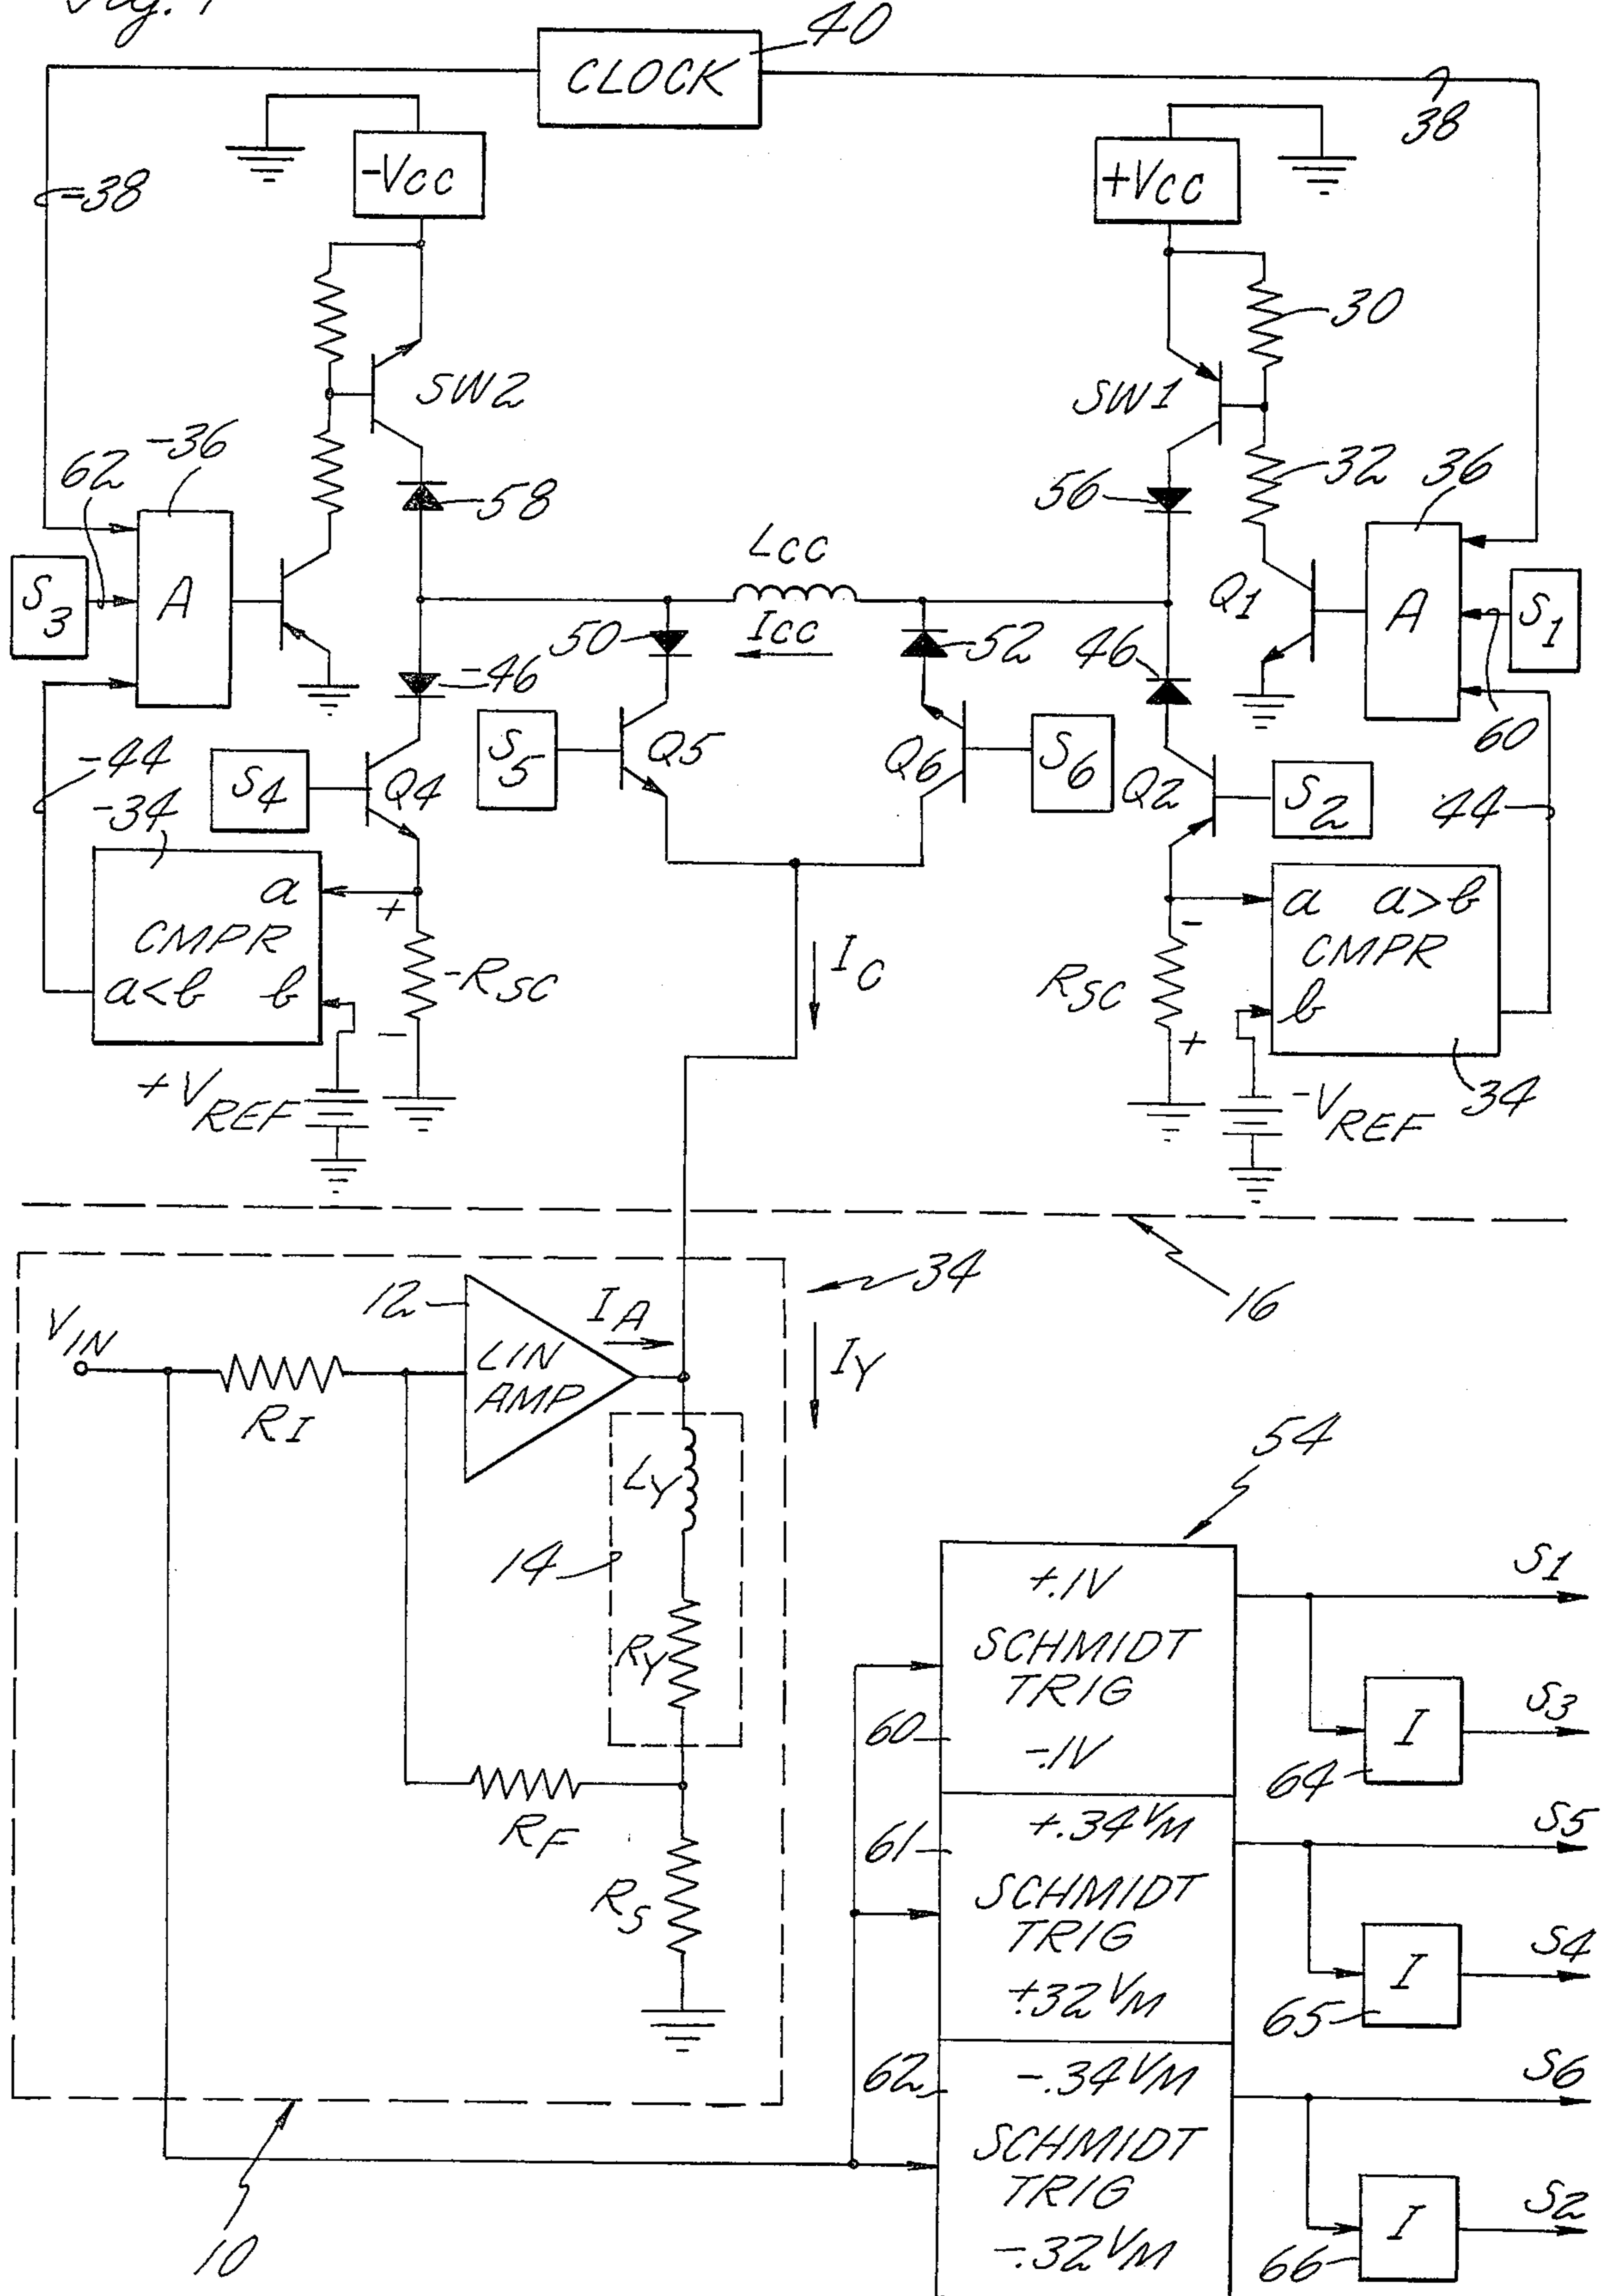 Fig. 1
40
CLOCK
38
-38
-VCC
+VCC
30
SW2
SW1
-36
62
58
56
32
36
LCC
S3
A
Q1
A
S1
50
ICC
52
46
-46
60
-44
S4
Q4
S5
Q5
Q6
S6
Q2
S2
44
-34
a
+
CMPR
a<b b
-RSC
-
IC
a a>b
-
CMPR
RSC
b
+
+VREF
-VREF
34
16
34
12
IA
VIN
LIN
AMP
IY
RI
LY
54
14
RY
+.1V
SCHMIDT
TRIG
-.1V
60
S1
S3
I
64
RF
61
+.34VM
SCHMIDT
TRIG
+.32VM
S5
RS
S4
I
65
62
-.34VM
SCHMIDT
TRIG
-.32VM
S6
S2
I
66
10